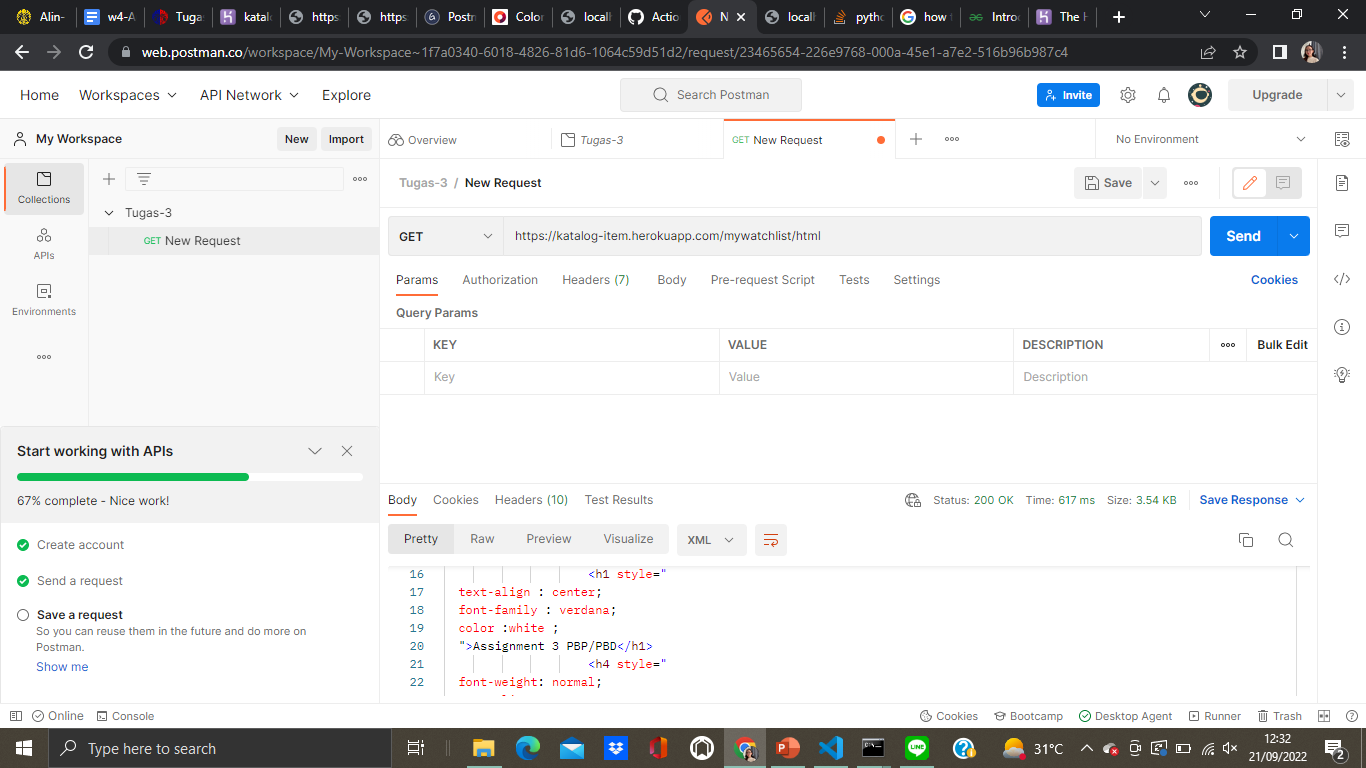 Alin-
w4-A
Tugas
katal
https
https
Postn
Color
local
Actio
N
local
pytho
how t
Introd
The H
web.postman.co/workspace/My-Workspace~1f7a0340-6018-4826-81d6-1064c59d51d2/request/23465654-226e9768-000a-45e1-a7e2-516b96b987c4
Home Workspaces API Network Explore
Search Postman
Invite
Upgrade
My Workspace
New Import
Overview
Tugas-3
GET New Request
No Environment
Collections
APIs
Environments
Tugas-3
GET New Request
Tugas-3 / New Request
Save
GET
https://katalog-item.herokuapp.com/mywatchlist/html
Send
Params Authorization Headers (7) Body Pre-request Script Tests Settings
Cookies
Query Params
KEY VALUE DESCRIPTION
Bulk Edit
Key Value Description
Start working with APIs
67% complete - Nice work!
Create account
Send a request
Save a request
So you can reuse them in the future and do more on
Postman.
Show me
Body Cookies Headers (10) Test Results
Status: 200 OK Time: 617 ms Size: 3.54 KB
Save Response
Pretty Raw Preview Visualize
XML
16 <h1 style="
17 text-align : center;
18 font-family : verdana;
19 color :white ;
20 ">Assignment 3 PBP/PBD</h1>
21 <h4 style="
22 font-weight: normal;
Online Console
Cookies Bootcamp Desktop Agent Runner Trash
Type here to search
31°C
12:32
21/09/2022
2